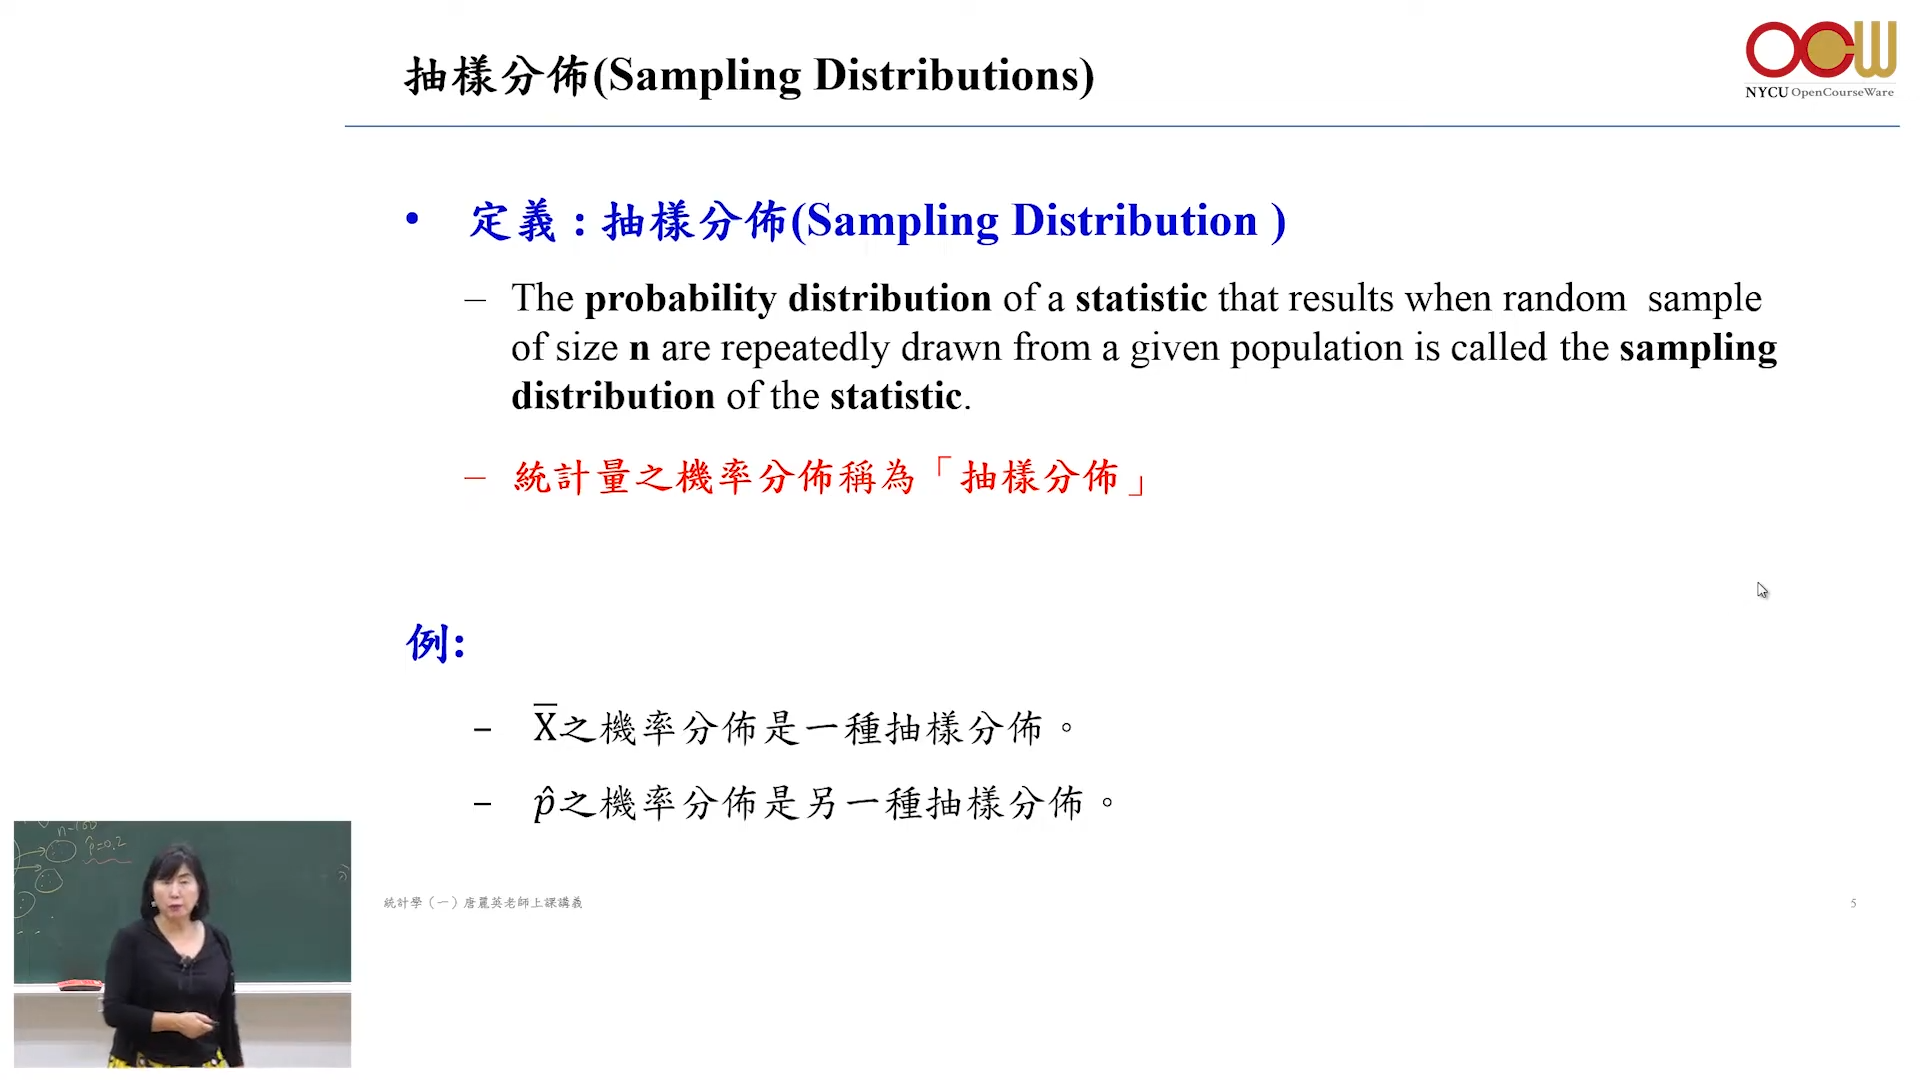 抽樣分佈(Sampling Distributions)
OCW
NYCU OpenCourseWare
• 定義：抽樣分佈(Sampling Distribution )
– The probability distribution of a statistic that results when random sample
of size n are repeatedly drawn from a given population is called the sampling
distribution of the statistic.
– 統計量之機率分佈稱為「抽樣分佈」
例:
– X̅之機率分佈是一種抽樣分佈。
– p̂之機率分佈是另一種抽樣分佈。
n=100
p̂=0.2
統計學（一）唐麗英老師上課講義
5